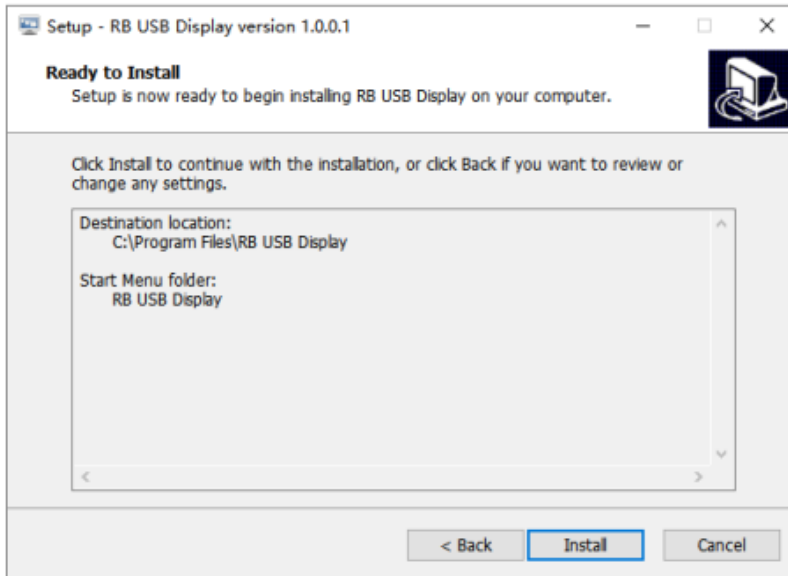 Setup - RB USB Display version 1.0.0.1
Ready to Install
Setup is now ready to begin installing RB USB Display on your computer.
Click Install to continue with the installation, or click Back if you want to review or
change any settings.
Destination location:
C:\Program Files\RB USB Display
Start Menu folder:
RB USB Display
< Back
Install
Cancel